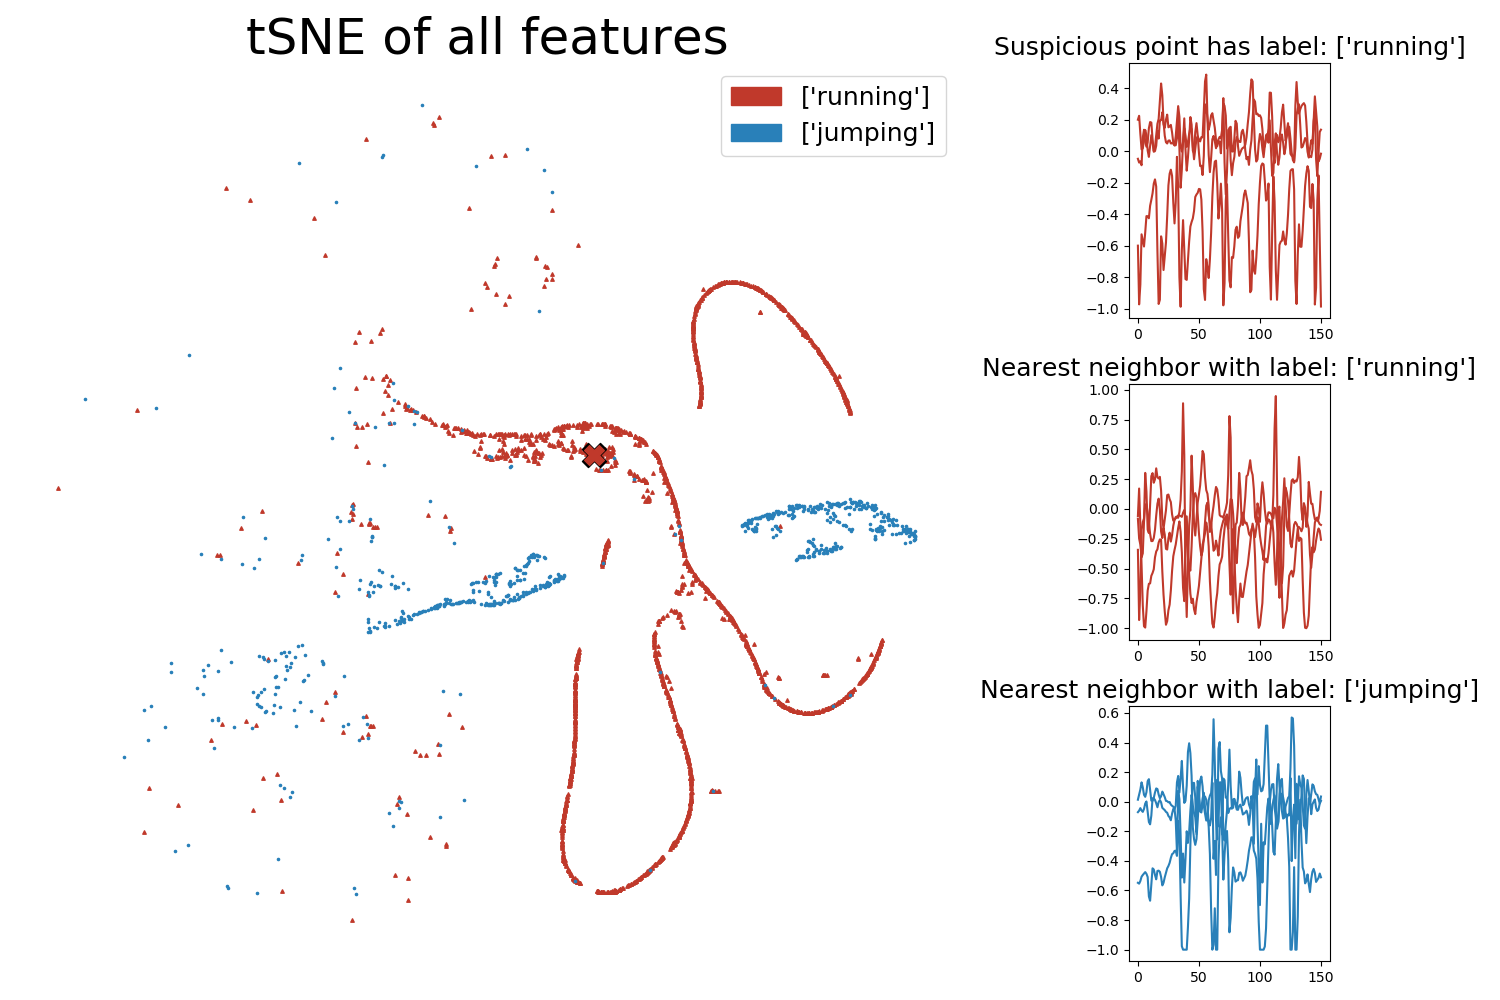 tSNE of all features
['running']
['jumping']
Suspicious point has label: ['running']
0.4
0.2
0.0
−0.2
−0.4
−0.6
−0.8
−1.0
0 50 100 150
Nearest neighbor with label: ['running']
1.00
0.75
0.50
0.25
0.00
−0.25
−0.50
−0.75
−1.00
0 50 100 150
Nearest neighbor with label: ['jumping']
0.6
0.4
0.2
0.0
−0.2
−0.4
−0.6
−0.8
−1.0
0 50 100 150